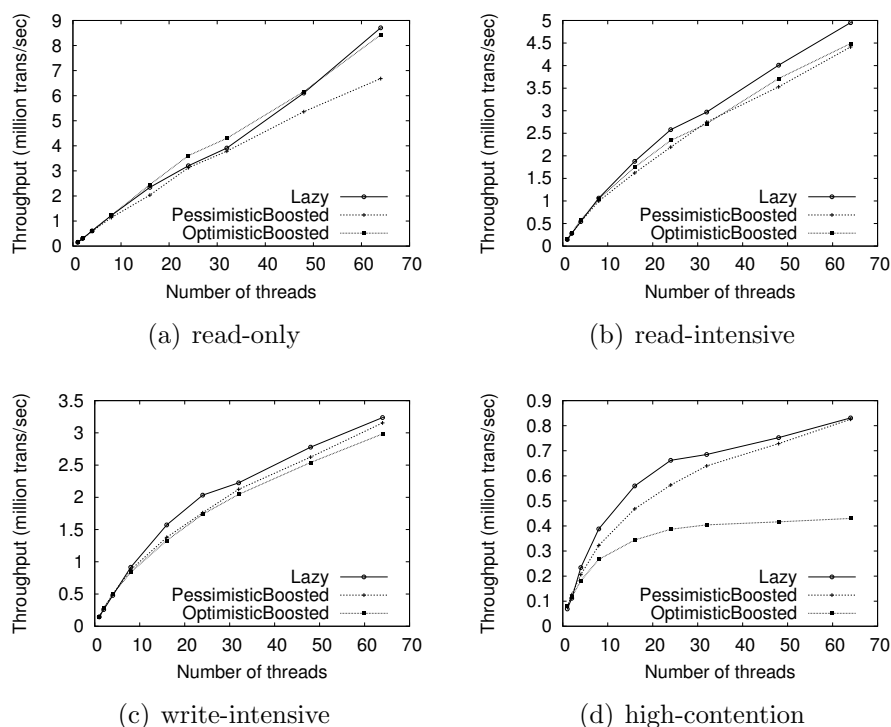 Throughput (million trans/sec)
9
8
7
6
5
4
3
2
1
0
Lazy
PessimisticBoosted
OptimisticBoosted
0 10 20 30 40 50 60 70
Number of threads
(a) read-only
Throughput (million trans/sec)
5
4.5
4
3.5
3
2.5
2
1.5
1
0.5
0
Lazy
PessimisticBoosted
OptimisticBoosted
0 10 20 30 40 50 60 70
Number of threads
(b) read-intensive
Throughput (million trans/sec)
3.5
3
2.5
2
1.5
1
0.5
0
Lazy
PessimisticBoosted
OptimisticBoosted
0 10 20 30 40 50 60 70
Number of threads
(c) write-intensive
Throughput (million trans/sec)
0.9
0.8
0.7
0.6
0.5
0.4
0.3
0.2
0.1
0
Lazy
PessimisticBoosted
OptimisticBoosted
0 10 20 30 40 50 60 70
Number of threads
(d) high-contention